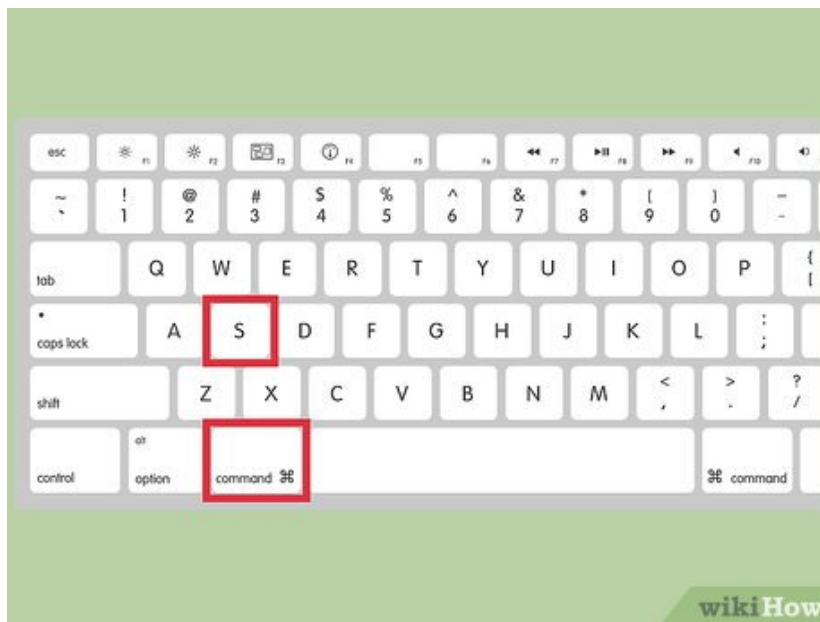 esc F1 F2 F3 F4 F5 F6 F7 F8 F9 F10
~ ! @ # $ % ^ & * ( ) –
` 1 2 3 4 5 6 7 8 9 0 -
tab Q W E R T Y U I O P { [
caps lock A S D F G H J K L : ;
shift Z X C V B N M < , > . ? /
alt
control option command ⌘ ⌘ command
wikiHow